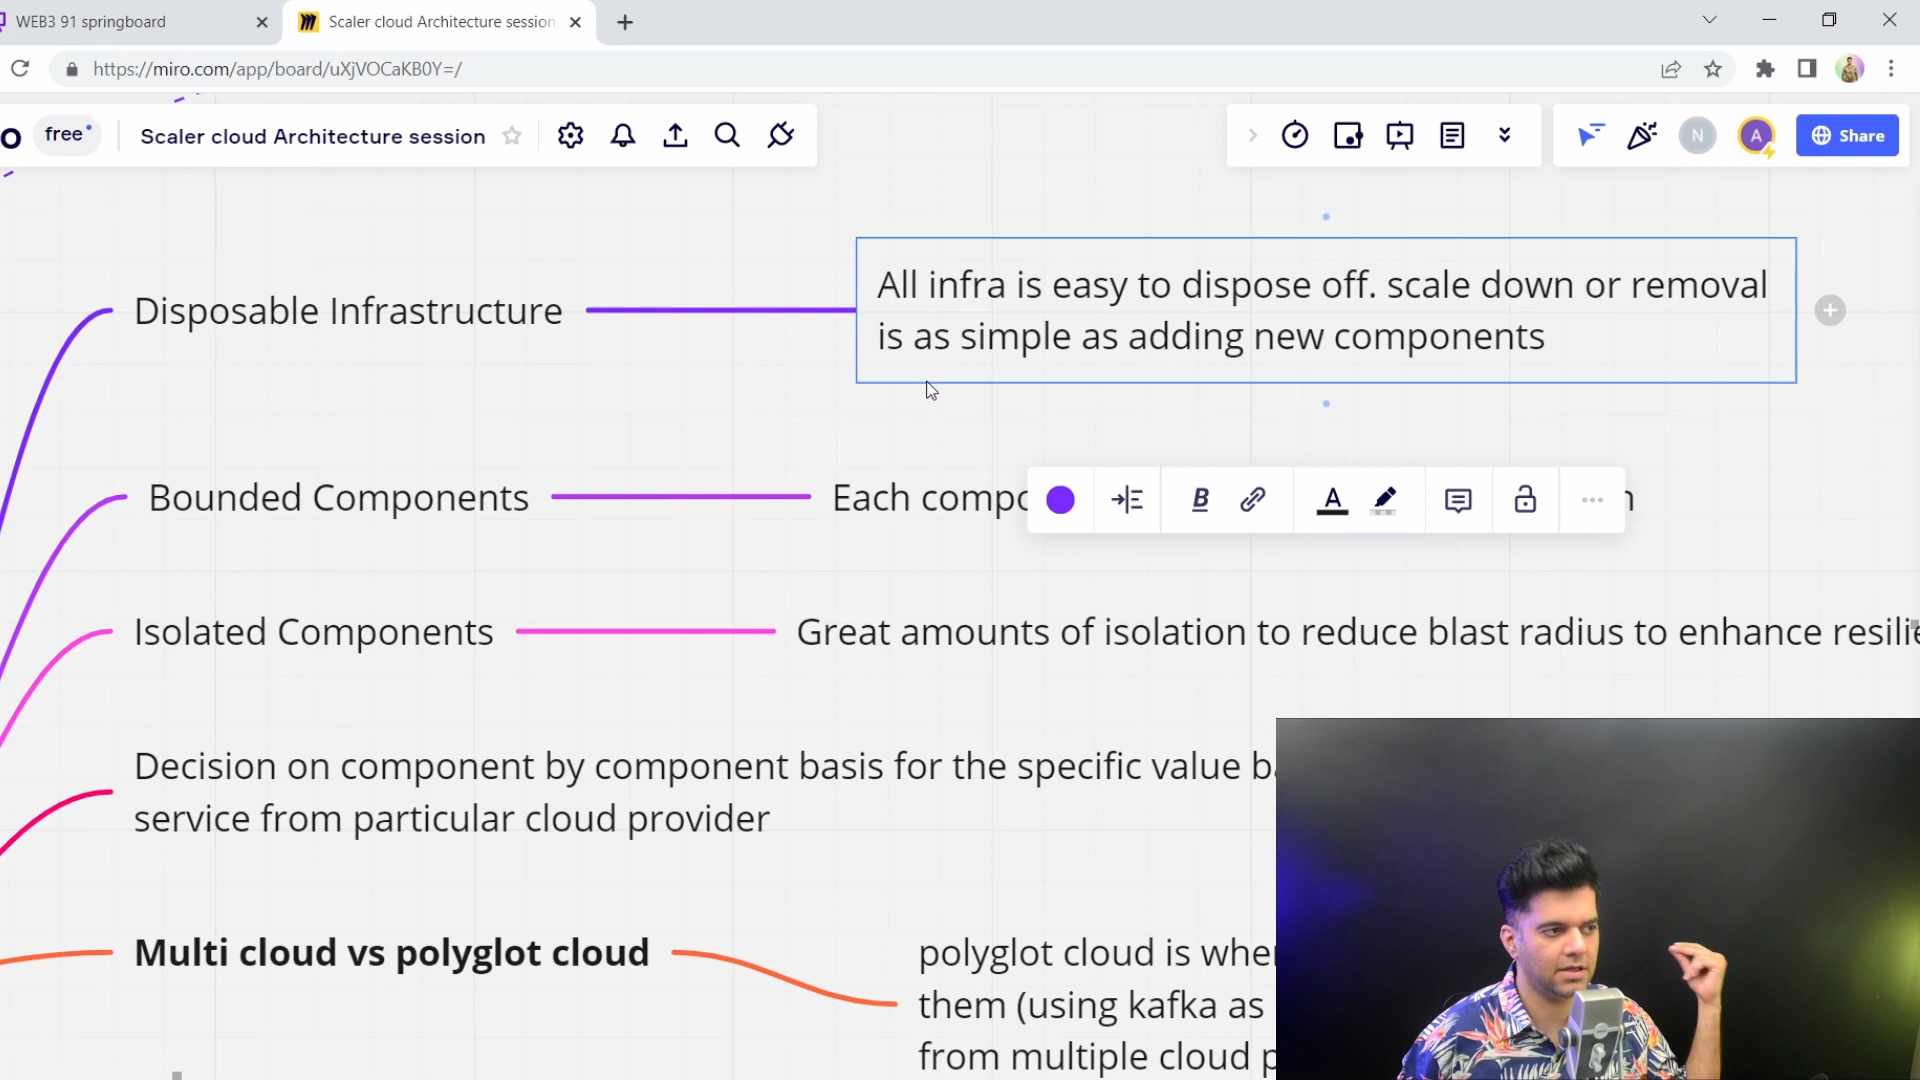 WEB3 91 springboard
Scaler cloud Architecture session
https://miro.com/app/board/uXjVOCaKB0Y=/
free
Scaler cloud Architecture session
N
A
Share
Disposable Infrastructure
All infra is easy to dispose off. scale down or removal
is as simple as adding new components
Bounded Components
Each
B
A
Isolated Components
Great amounts of isolation to reduce blast radius to enhance
Decision on component by component basis for the specific value
service from particular cloud provider
Multi cloud vs polyglot cloud
polyglot cloud is
them (using kafka as
from multiple cloud